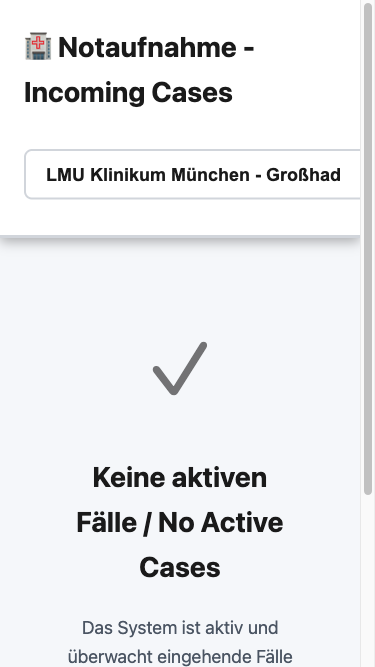 Notaufnahme -
Incoming Cases
LMU Klinikum München - Großhad
Keine aktiven
Fälle / No Active
Cases
Das System ist aktiv und
überwacht eingehende Fälle